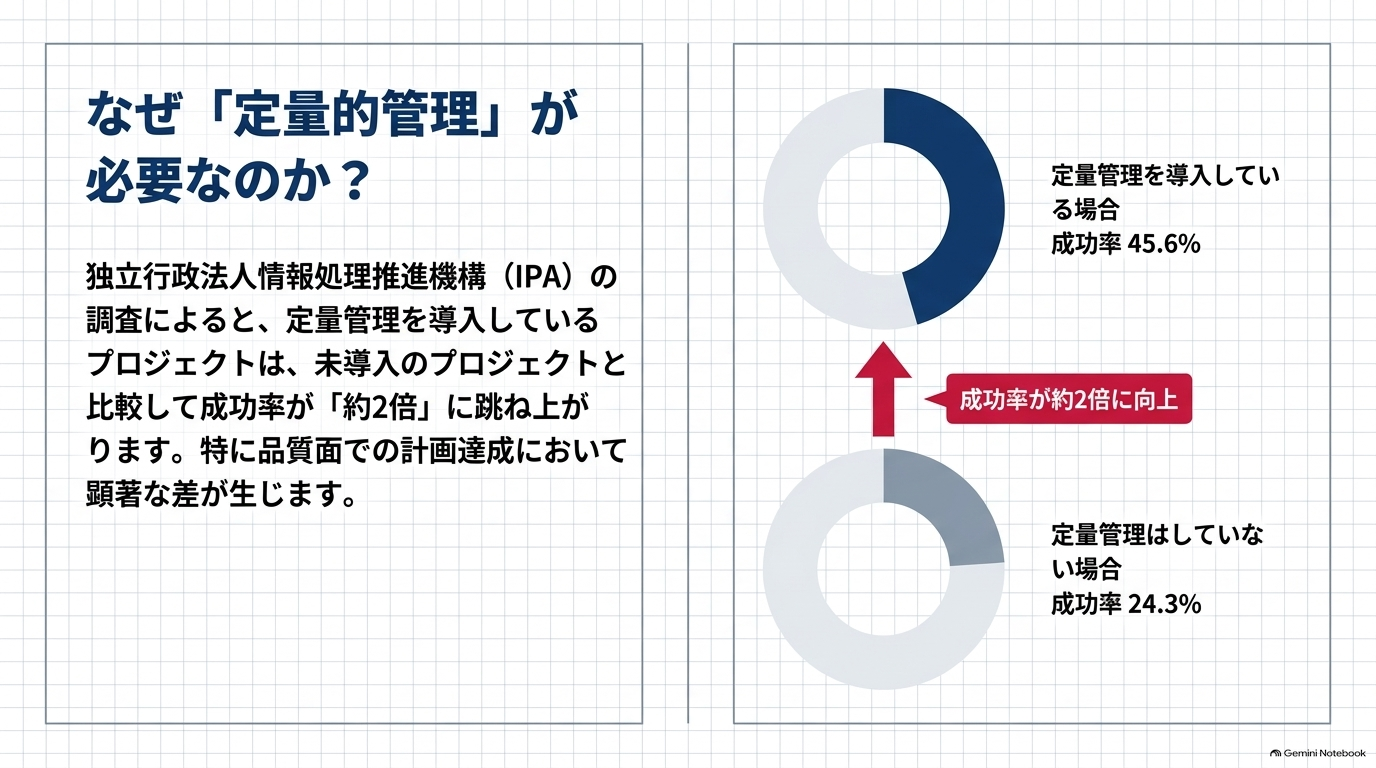 なぜ「定量的管理」が
必要なのか？
独立行政法人情報処理推進機構（IPA）の
調査によると、定量管理を導入している
プロジェクトは、未導入のプロジェクトと
比較して成功率が「約2倍」に跳ね上が
ります。特に品質面での計画達成において
顕著な差が生じます。
定量管理を導入してい
る場合
成功率 45.6%
成功率が約2倍に向上
定量管理はしていな
い場合
成功率 24.3%
Gemini Notebook